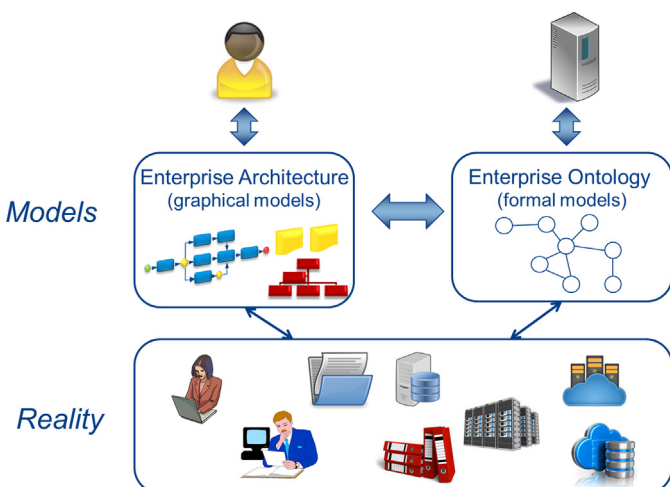 Enterprise Architecture
(graphical models)
Enterprise Ontology
(formal models)
Models
Reality